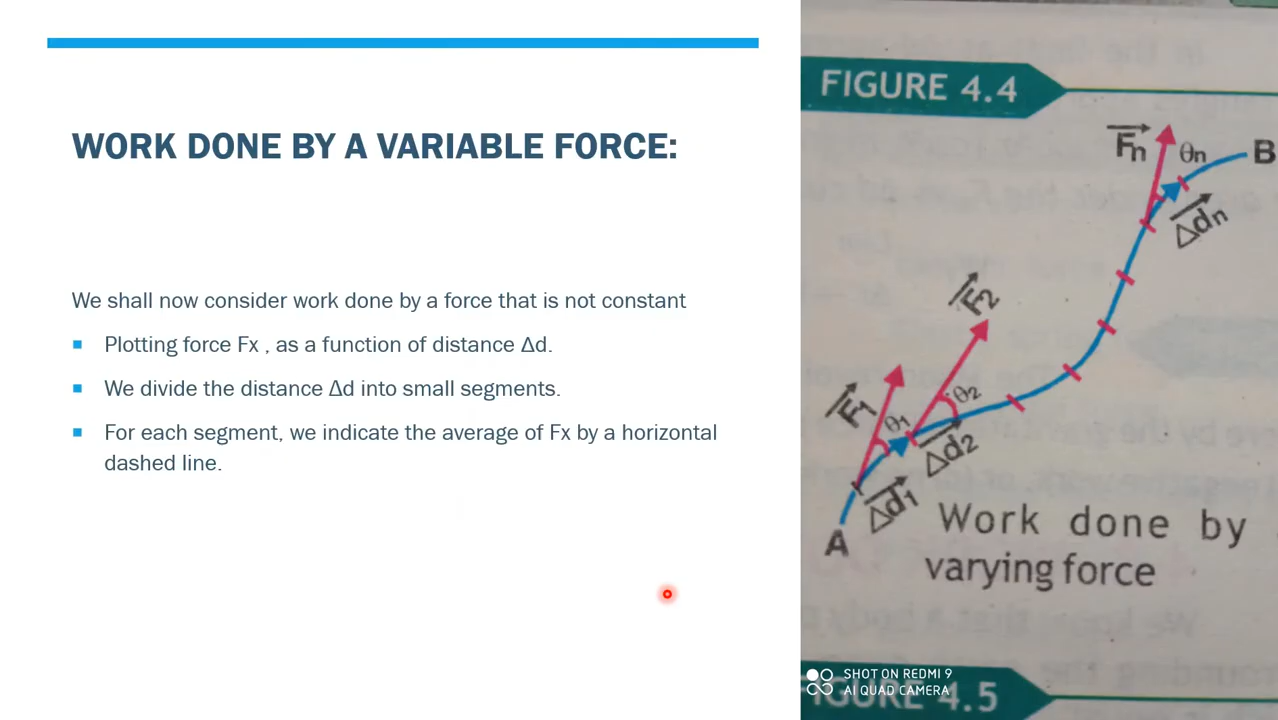 WORK DONE BY A VARIABLE FORCE:
We shall now consider work done by a force that is not constant
Plotting force Fx , as a function of distance Δd.
We divide the distance Δd into small segments.
For each segment, we indicate the average of Fx by a horizontal
dashed line.
FIGURE 4.4
Fn θn B
Δdn
F2
F1 θ1 θ2
Δd2
Δd1
A
Work done by
varying force
SHOT ON REDMI 9
AI QUAD CAMERA
FIGURE 4.5